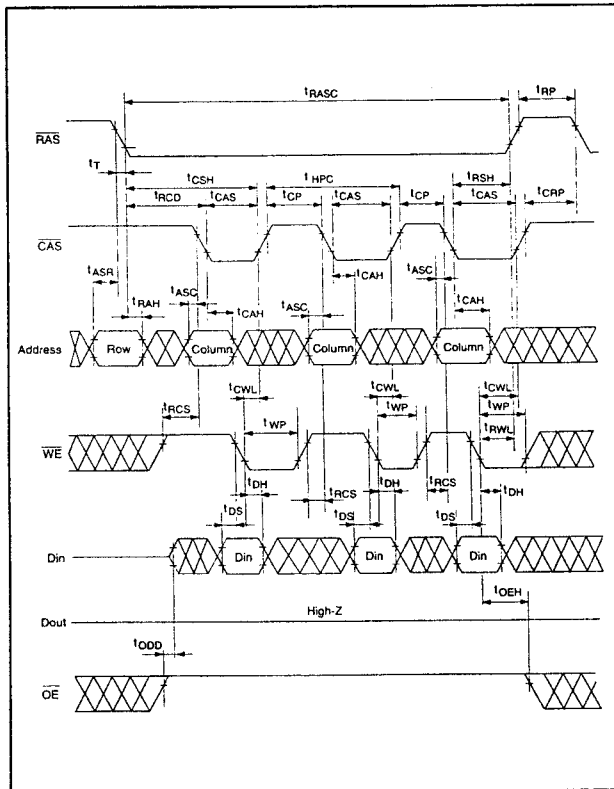 tRASC tRP
RAS
tT tCSH tHPC tRSH
tRCD tCAS tCP tCAS tCP tCAS tCRP
CAS
tASR tRAH tASC tCAH tASC tCAH tASC tCAH
Address Row Column Column Column
tRCS tCWL tWP tCWL tWP tCWL
tWP
tRWL
WE
tDS tDH tRCS tDS tDH tRCS tDS tDH
Din Din Din Din
tOEH
Dout High-Z
tODD
OE